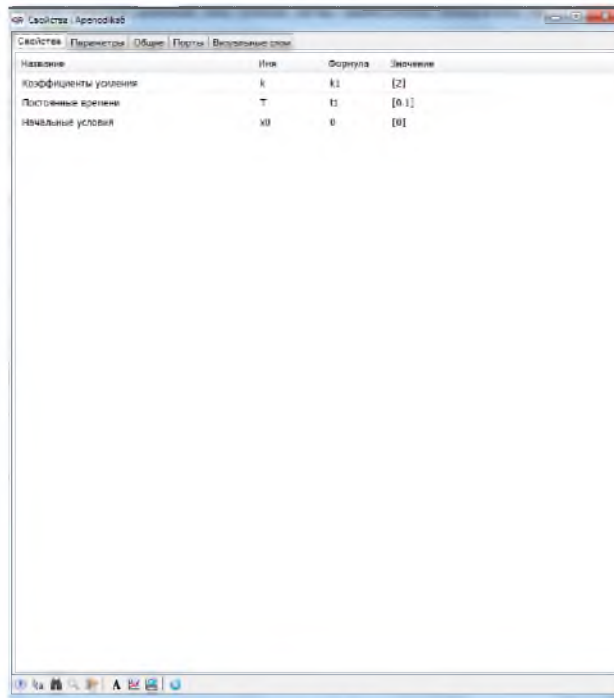 Свойства : Aperiodika6
Свойства Параметры Общие Порты Визуальные слои
Название Имя Формула Значение
Коэффициенты усиления k k1 [2]
Постоянные времени T t1 [0.1]
Начальные условия x0 0 [0]
A